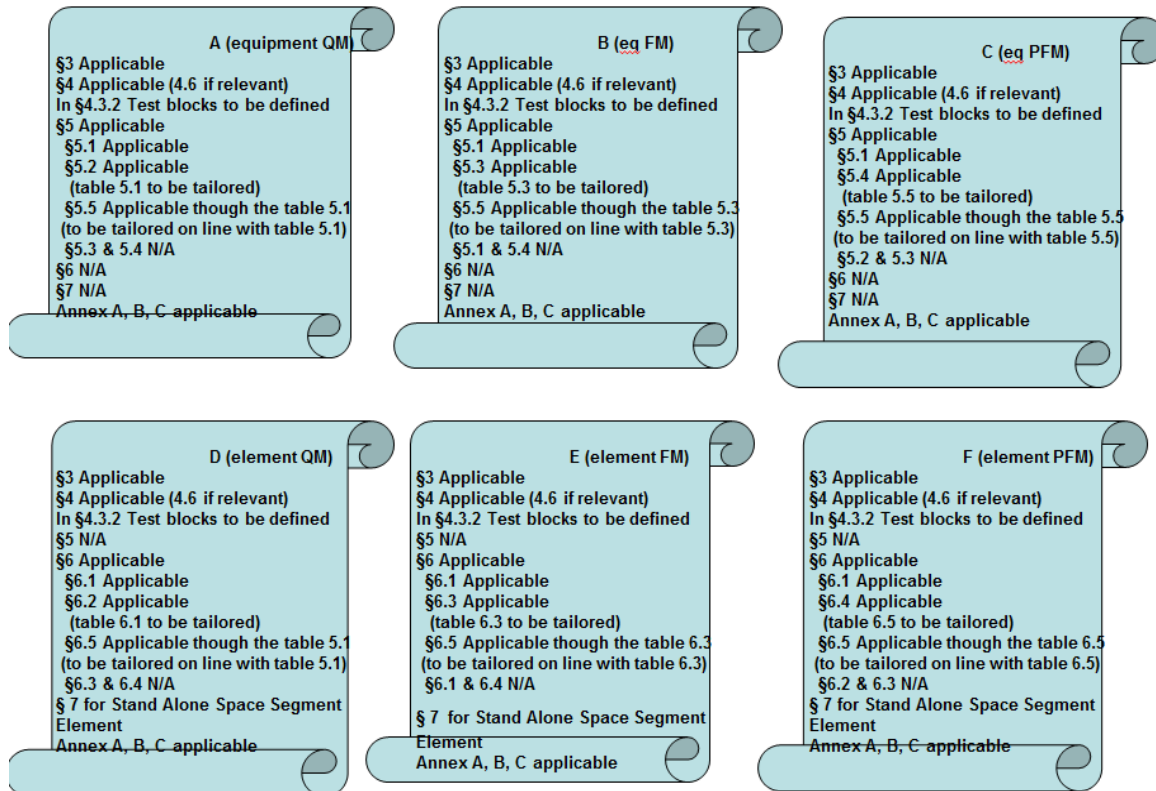 A (equipment QM)
§3 Applicable
§4 Applicable (4.6 if relevant)
In §4.3.2 Test blocks to be defined
§5 Applicable
§5.1 Applicable
§5.2 Applicable
(table 5.1 to be tailored)
§5.5 Applicable though the table 5.1
(to be tailored on line with table 5.1)
§5.3 & 5.4 N/A
§6 N/A
§7 N/A
Annex A, B, C applicable
B (eq FM)
§3 Applicable
§4 Applicable (4.6 if relevant)
In §4.3.2 Test blocks to be defined
§5 Applicable
§5.1 Applicable
§5.3 Applicable
(table 5.3 to be tailored)
§5.5 Applicable though the table 5.3
(to be tailored on line with table 5.3)
§5.1 & 5.4 N/A
§6 N/A
§7 N/A
Annex A, B, C applicable
C (eq PFM)
§3 Applicable
§4 Applicable (4.6 if relevant)
In §4.3.2 Test blocks to be defined
§5 Applicable
§5.1 Applicable
§5.4 Applicable
(table 5.5 to be tailored)
§5.5 Applicable though the table 5.5
(to be tailored on line with table 5.5)
§5.2 & 5.3 N/A
§6 N/A
§7 N/A
Annex A, B, C applicable
D (element QM)
§3 Applicable
§4 Applicable (4.6 if relevant)
In §4.3.2 Test blocks to be defined
§5 N/A
§6 Applicable
§6.1 Applicable
§6.2 Applicable
(table 6.1 to be tailored)
§6.5 Applicable though the table 5.1
(to be tailored on line with table 5.1)
§6.3 & 6.4 N/A
§ 7 for Stand Alone Space Segment
Element
Annex A, B, C applicable
E (element FM)
§3 Applicable
§4 Applicable (4.6 if relevant)
In §4.3.2 Test blocks to be defined
§5 N/A
§6 Applicable
§6.1 Applicable
§6.3 Applicable
(table 6.3 to be tailored)
§6.5 Applicable though the table 6.3
(to be tailored on line with table 6.3)
§6.1 & 6.4 N/A
§ 7 for Stand Alone Space Segment
Element
Annex A, B, C applicable
F (element PFM)
§3 Applicable
§4 Applicable (4.6 if relevant)
In §4.3.2 Test blocks to be defined
§5 N/A
§6 Applicable
§6.1 Applicable
§6.4 Applicable
(table 6.5 to be tailored)
§6.5 Applicable though the table 6.5
(to be tailored on line with table 6.5)
§6.2 & 6.3 N/A
§ 7 for Stand Alone Space Segment
Element
Annex A, B, C applicable